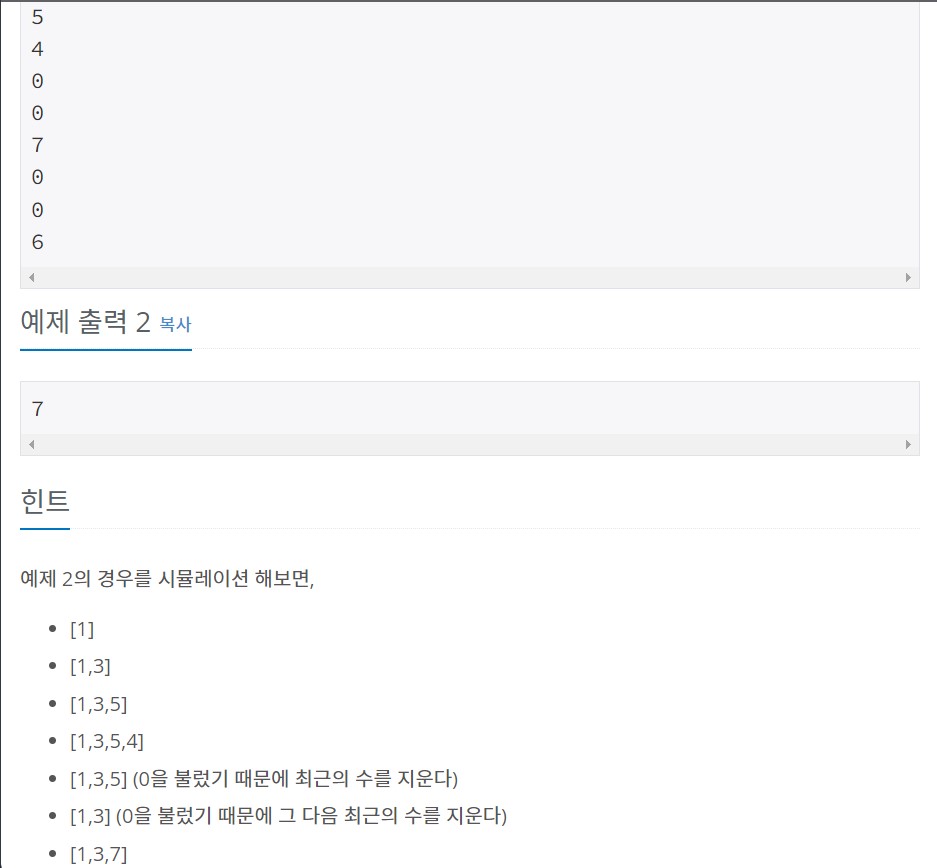 5
4
0
0
7
0
0
6
예제 출력 2 복사
7
힌트
예제 2의 경우를 시뮬레이션 해보면,
[1]
[1,3]
[1,3,5]
[1,3,5,4]
[1,3,5] (0을 불렀기 때문에 최근의 수를 지운다)
[1,3] (0을 불렀기 때문에 그 다음 최근의 수를 지운다)
[1,3,7]